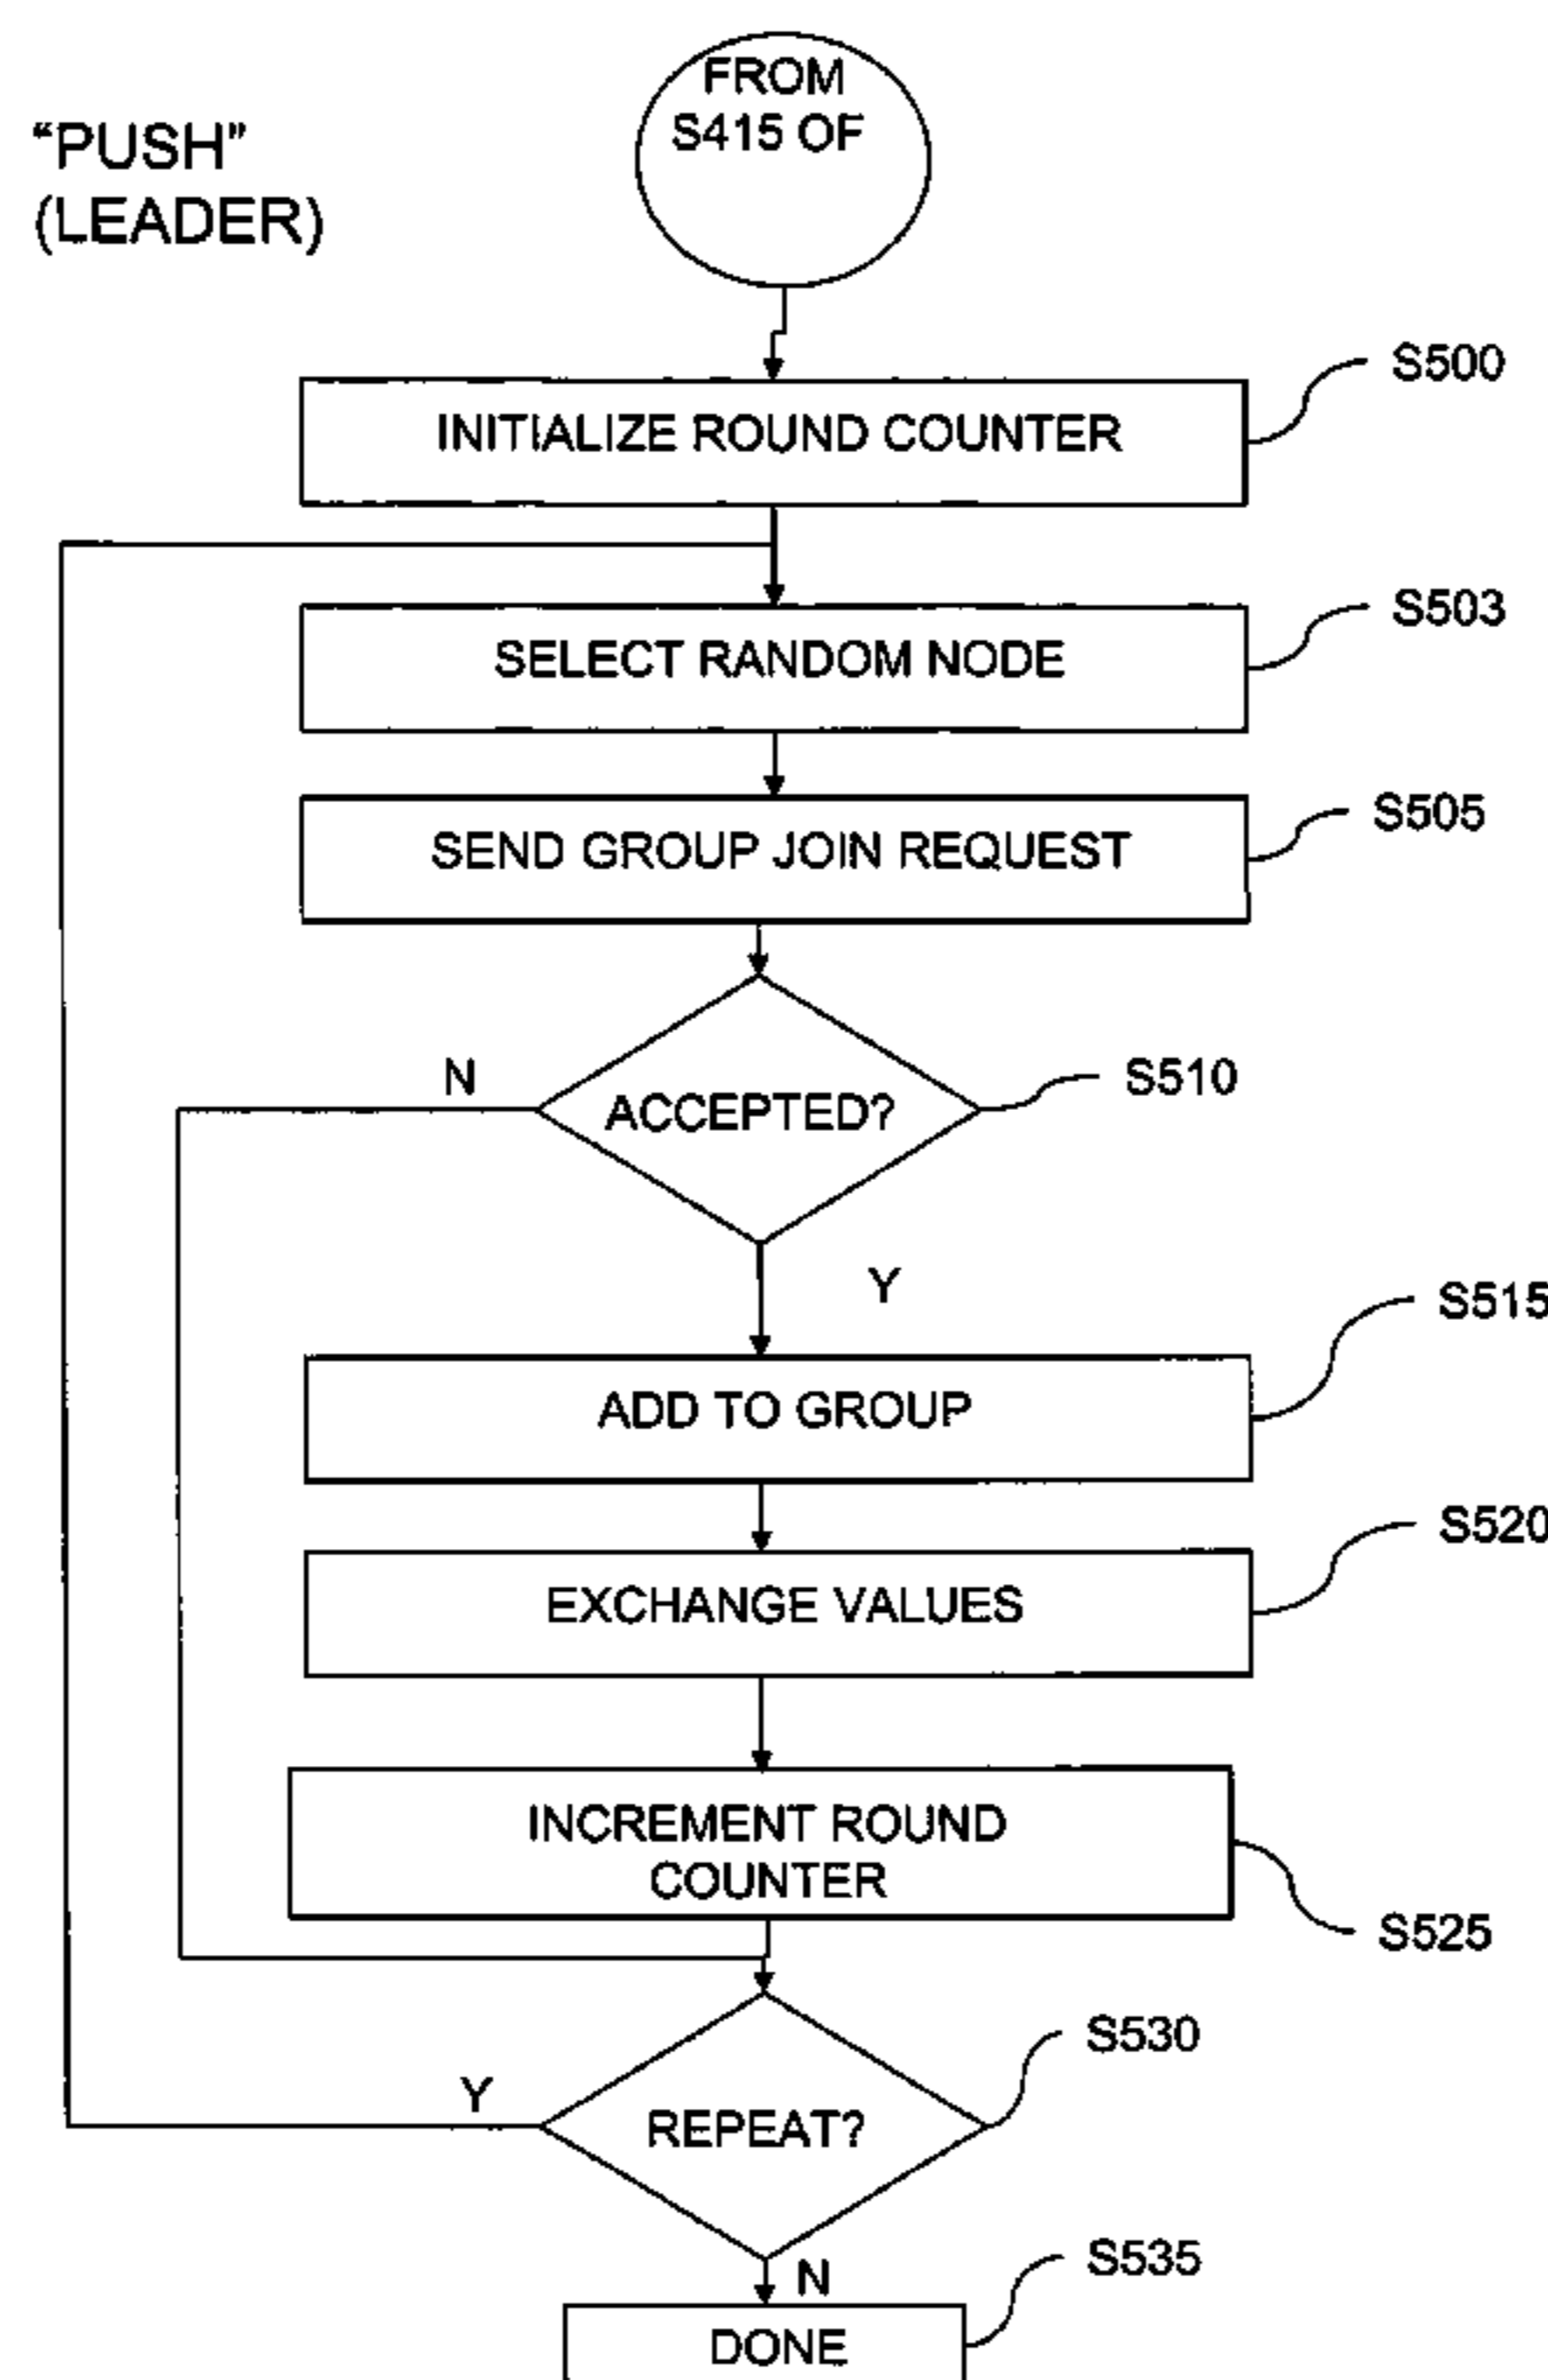 FROM
S415 OF
“PUSH”
(LEADER)
S500
INITIALIZE ROUND COUNTER
S503
SELECT RANDOM NODE
S505
SEND GROUP JOIN REQUEST
N
S510
ACCEPTED?
Y
S515
ADD TO GROUP
S520
EXCHANGE VALUES
INCREMENT ROUND
COUNTER
S525
S530
Y
REPEAT?
N
S535
DONE